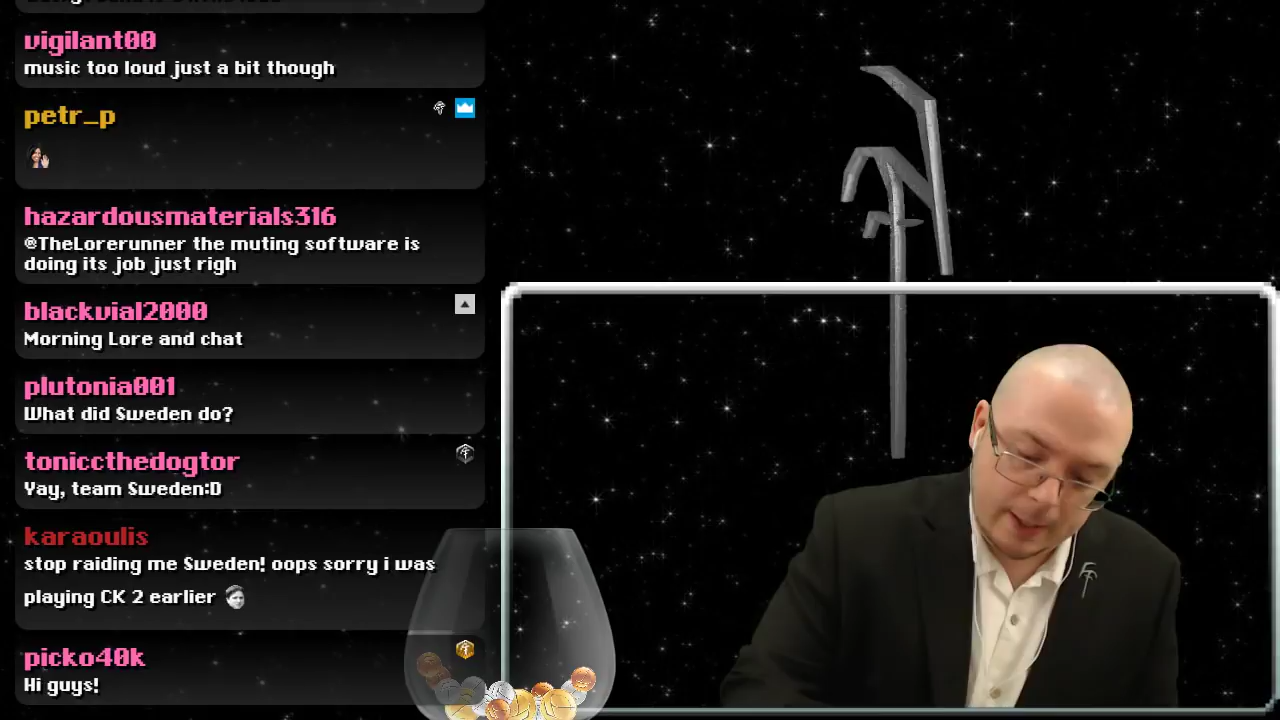 vigilant00
music too loud just a bit though
petr_p
hazardousmaterials316
@TheLorerunner the muting software is
doing its job just righ
blackvial2000
Morning Lore and chat
plutonia001
What did Sweden do?
toniccthedogtor
Yay, team Sweden:D
karaoulis
stop raiding me Sweden! oops sorry i was
playing CK 2 earlier
picko40k
Hi guys!